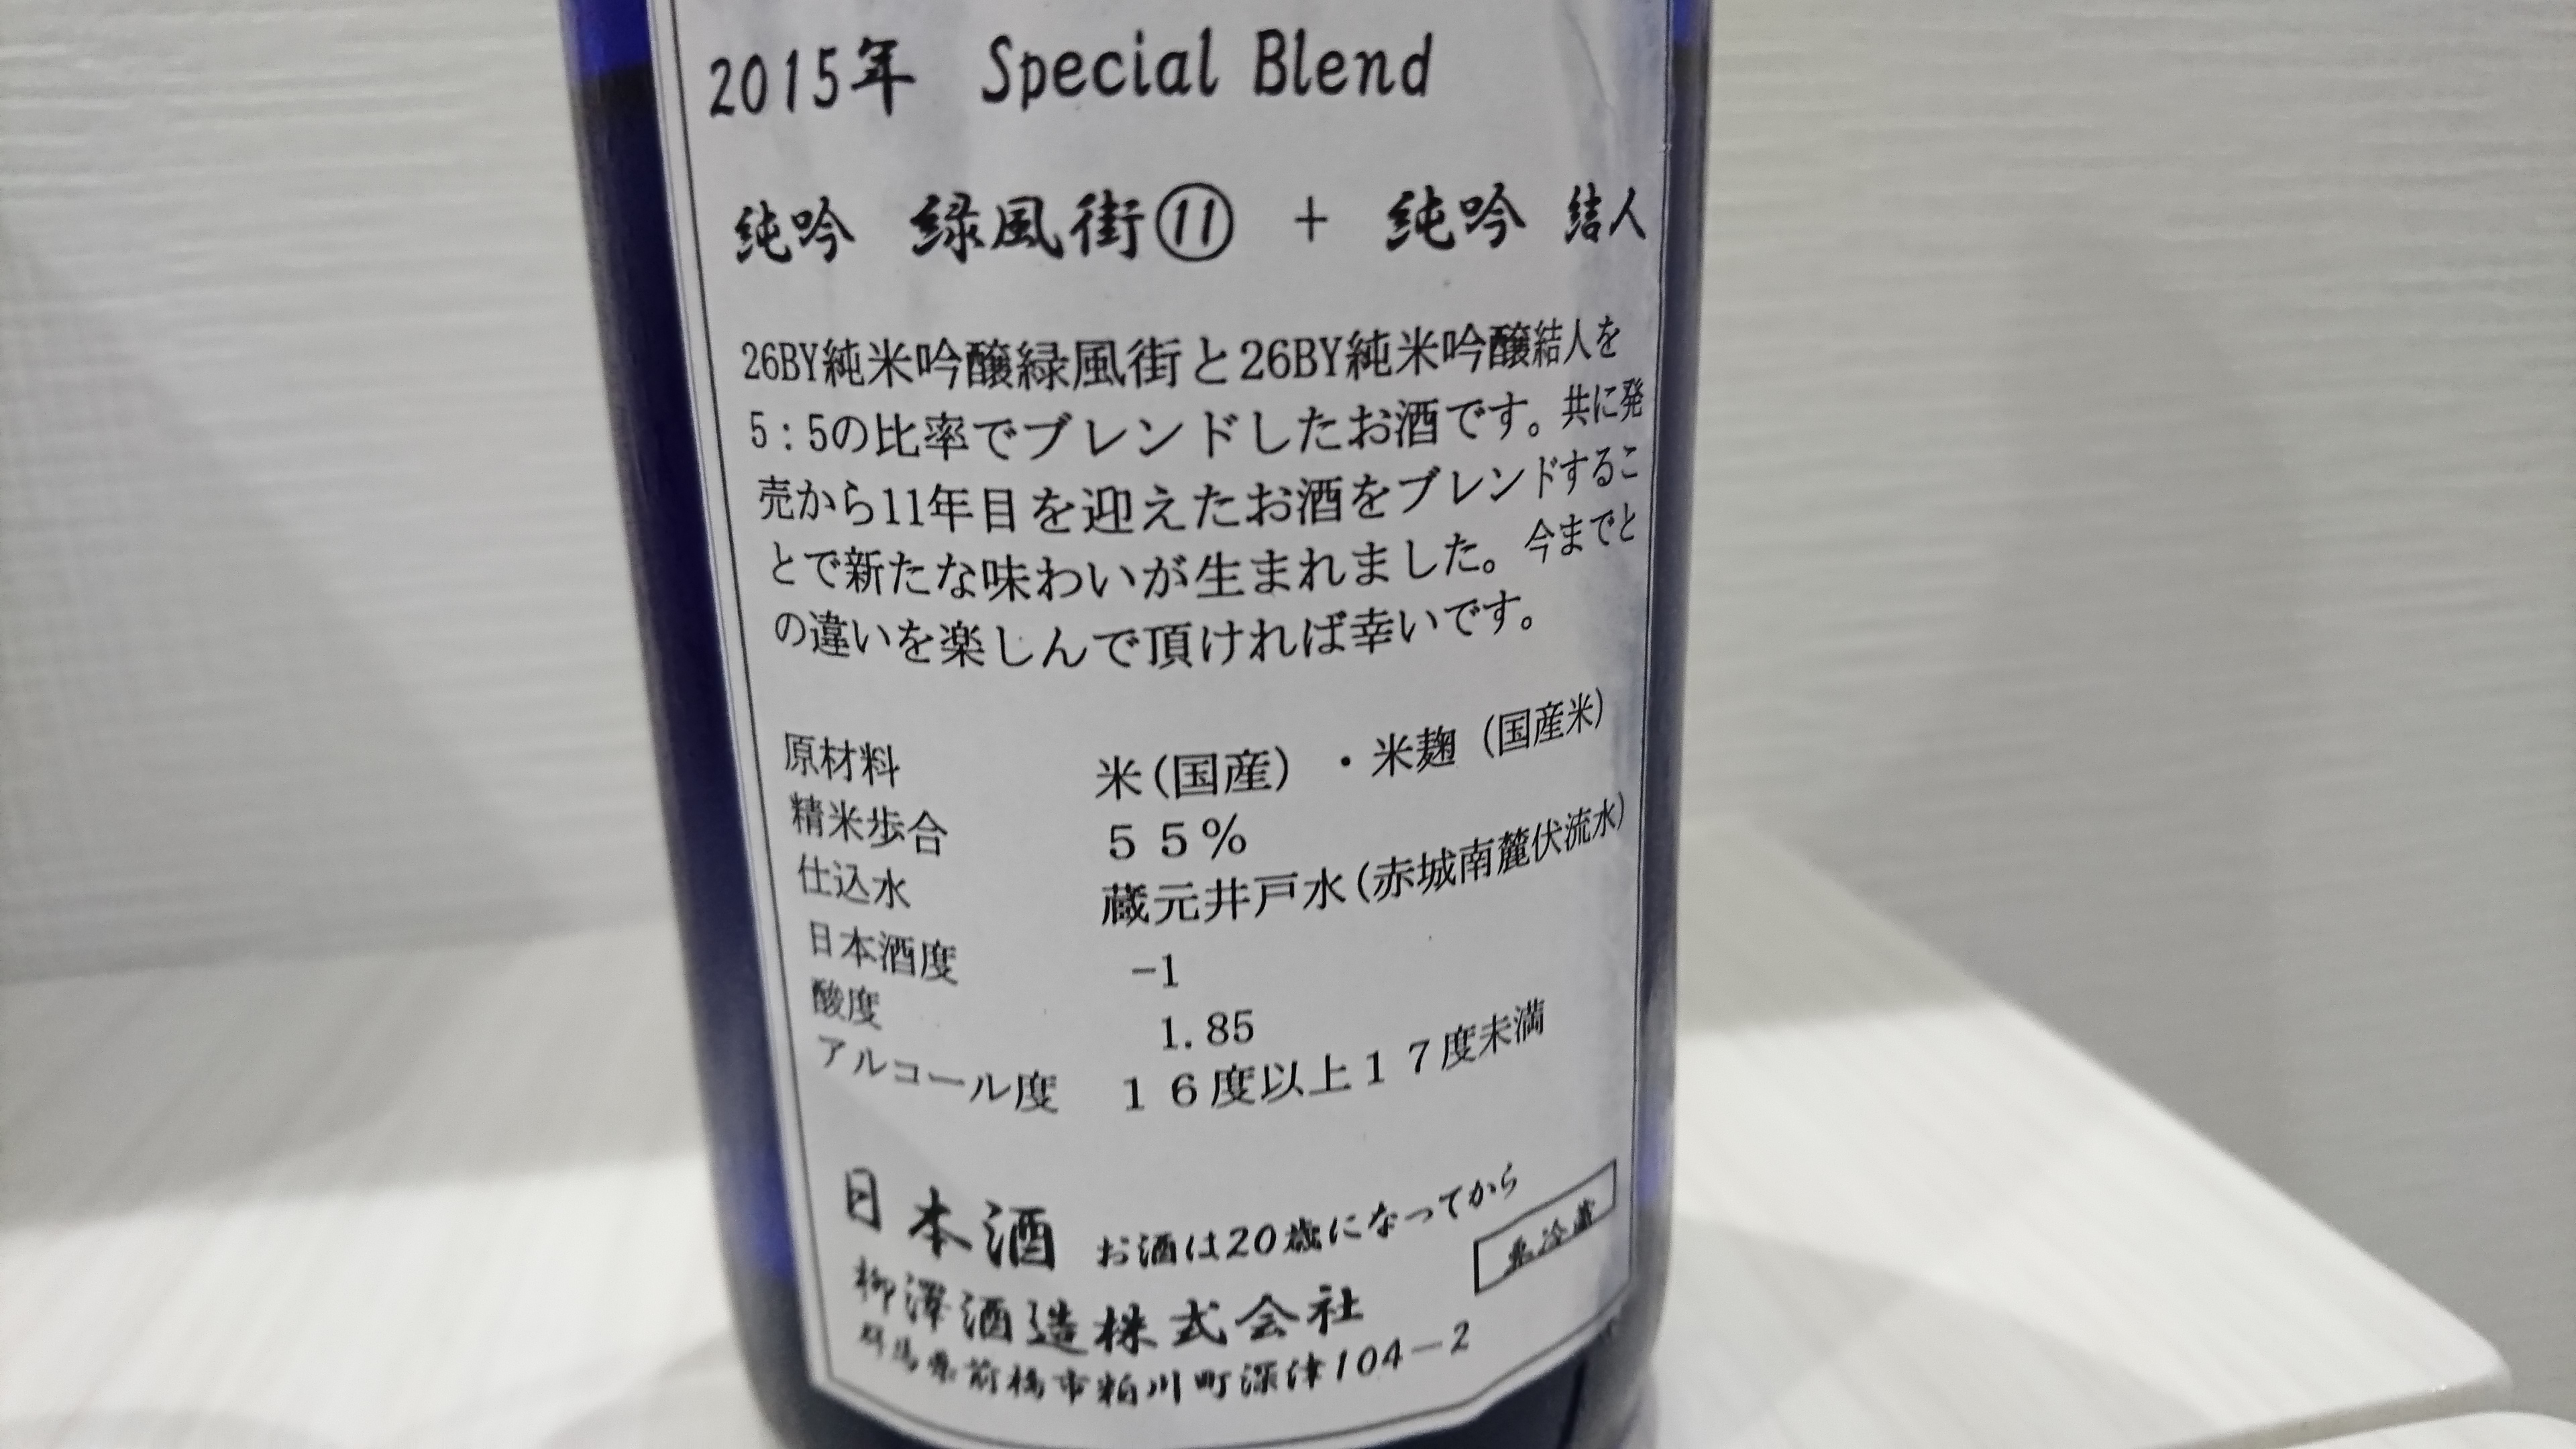 2015年 Special Blend
純吟 緑風街⑪ + 純吟 結人
26BY純米吟醸緑風街と26BY純米吟醸結人を
5:5の比率でブレンドしたお酒です。共に発
売から11年目を迎えたお酒をブレンドするこ
とで新たな味わいが生まれました。今までと
の違いを楽しんで頂ければ幸いです。
原材料 米(国産)・米麹(国産米)
精米歩合 55%
仕込水 蔵元井戸水(赤城南麓伏流水)
日本酒度 -1
酸度 1.85
アルコール度 16度以上17度未満
日本酒 お酒は20歳になってから
要冷蔵
柳澤酒造株式会社
群馬県前橋市粕川町深津104-2